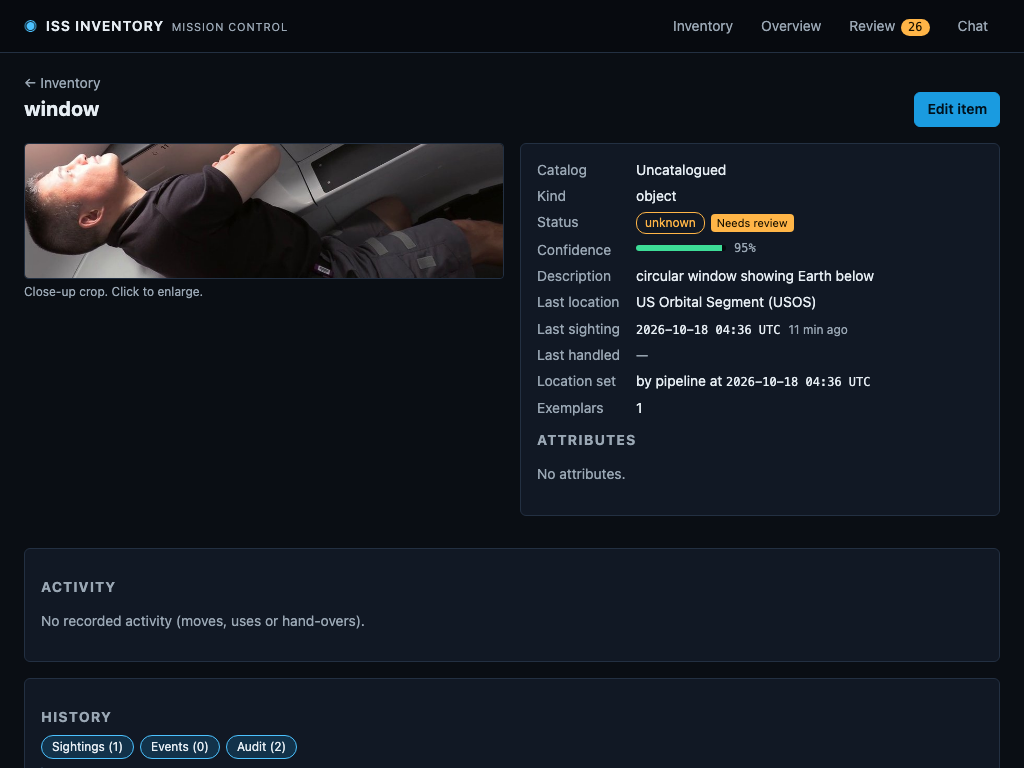 ISS INVENTORY MISSION CONTROL
Inventory Overview Review 26 Chat
← Inventory
window
Edit item
Close-up crop. Click to enlarge.
Catalog Uncatalogued
Kind object
Status unknown Needs review
Confidence 95%
Description circular window showing Earth below
Last location US Orbital Segment (USOS)
Last sighting 2026-10-18 04:36 UTC 11 min ago
Last handled —
Location set by pipeline at 2026-10-18 04:36 UTC
Exemplars 1
ATTRIBUTES
No attributes.
ACTIVITY
No recorded activity (moves, uses or hand-overs).
HISTORY
Sightings (1) Events (0) Audit (2)